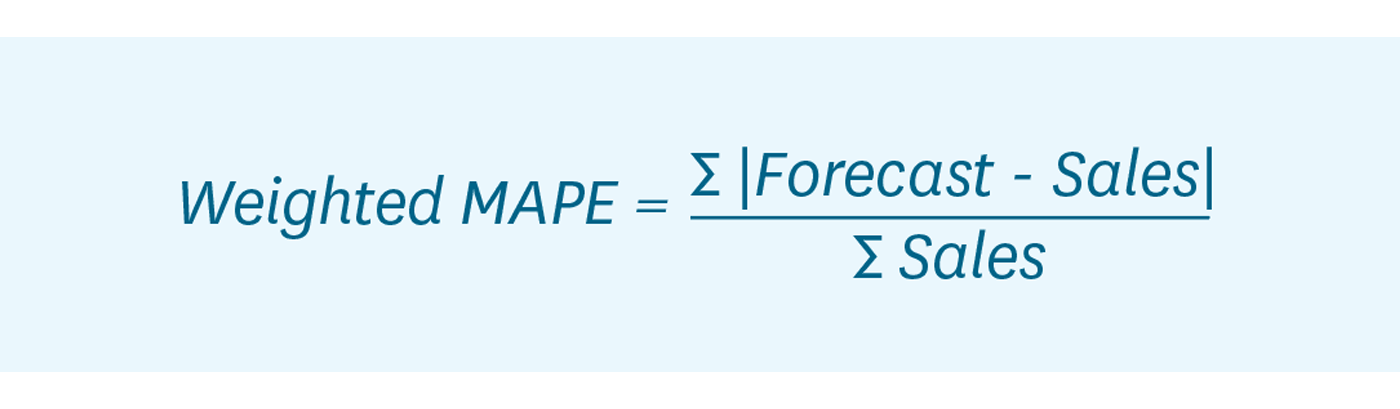 Weighted MAPE = Σ |Forecast - Sales|
Σ Sales